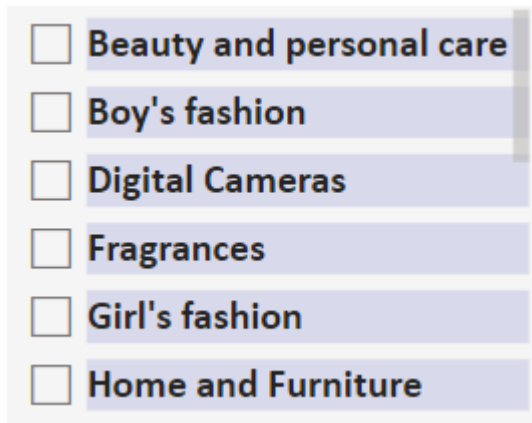 Beauty and personal care
Boy's fashion
Digital Cameras
Fragrances
Girl's fashion
Home and Furniture